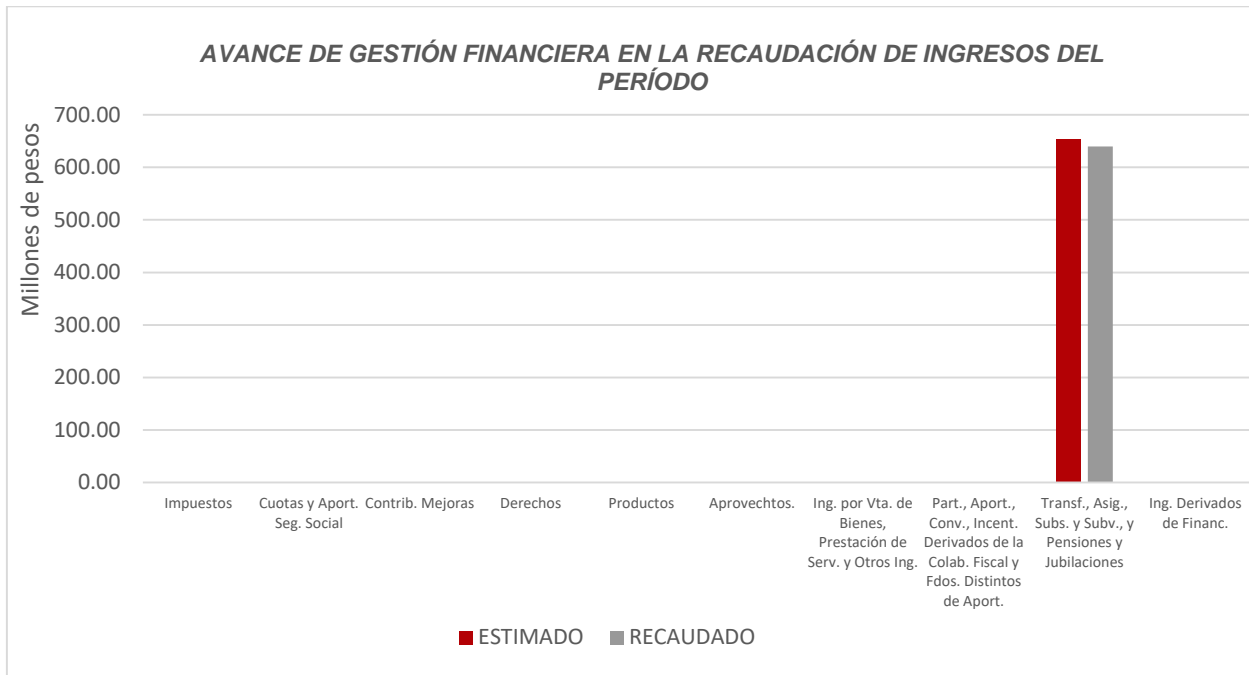 AVANCE DE GESTIÓN FINANCIERA EN LA RECAUDACIÓN DE INGRESOS DEL
PERÍODO
Millones de pesos
700.00
600.00
500.00
400.00
300.00
200.00
100.00
0.00
Impuestos
Cuotas y Aport.
Seg. Social
Contrib. Mejoras
Derechos
Productos
Aprovechtos.
Ing. por Vta. de
Bienes,
Prestación de
Serv. y Otros Ing.
Part., Aport.,
Conv., Incent.
Derivados de la
Colab. Fiscal y
Fdos. Distintos
de Aport.
Transf., Asig.,
Subs. y Subv., y
Pensiones y
Jubilaciones
Ing. Derivados
de Financ.
ESTIMADO
RECAUDADO